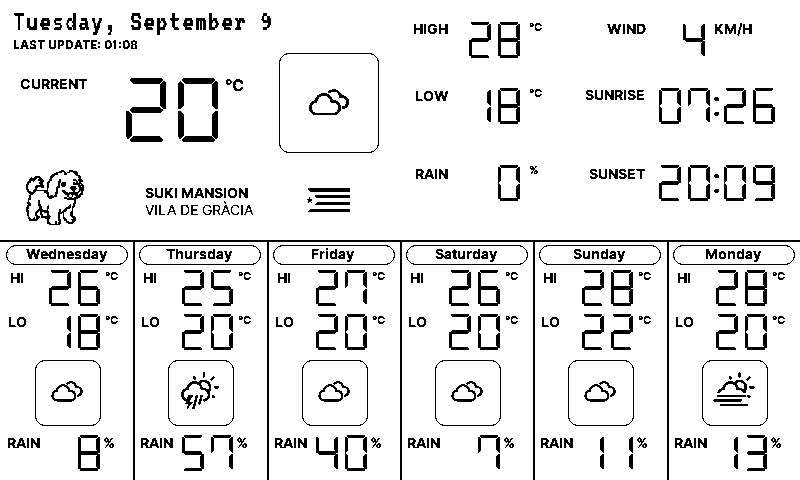 Tuesday, September 9
LAST UPDATE: 01:08
CURRENT 20 °C
HIGH 28 °C
LOW 18 °C
RAIN 0 %
WIND 4 KM/H
SUNRISE 07:26
SUNSET 20:09
SUKI MANSION
VILA DE GRÀCIA
Wednesday
HI 26 °C
LO 18 °C
RAIN 8 %
Thursday
HI 25 °C
LO 20 °C
RAIN 57 %
Friday
HI 27 °C
LO 20 °C
RAIN 40 %
Saturday
HI 26 °C
LO 20 °C
RAIN 7 %
Sunday
HI 28 °C
LO 22 °C
RAIN 11 %
Monday
HI 28 °C
LO 20 °C
RAIN 13 %